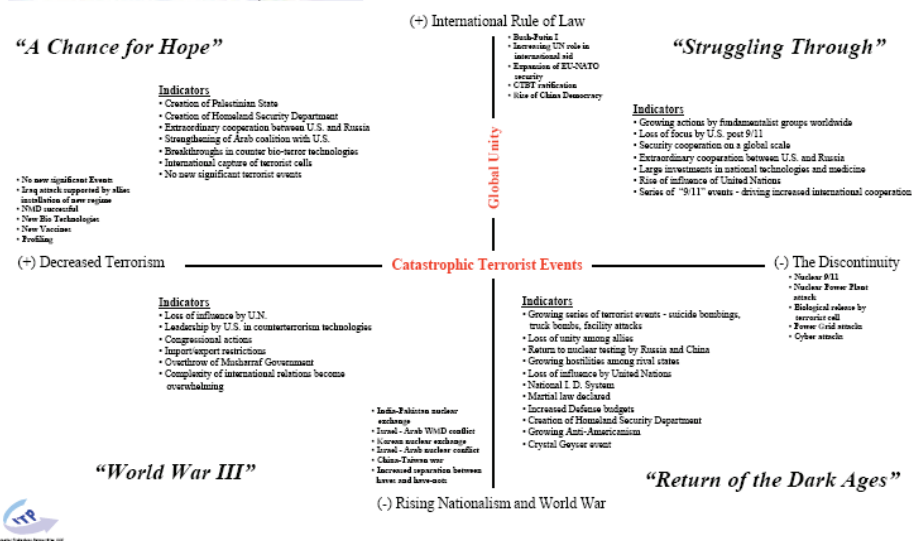 (+) International Rule of Law
• Bush-Putin I
• Increasing UN role in
international aid
• Expansion of EU-NATO
security
• CTBT ratification
• Rise of China Democracy
“A Chance for Hope”
Indicators
• Creation of Palestinian State
• Creation of Homeland Security Department
• Extraordinary cooperation between U.S. and Russia
• Strengthening of Arab coalition with U.S.
• Breakthroughs in counter bio-terror technologies
• International capture of terrorist cells
• No new significant terrorist events
• No new significant Events
• Iraq attack supported by allies
installation of new regime
• NMD successful
• New Bio Technologies
• New Vaccines
• Profiling
“Struggling Through”
Indicators
• Growing actions by fundamentalist groups worldwide
• Loss of focus by U.S. post 9/11
• Security cooperation on a global scale
• Extraordinary cooperation between U.S. and Russia
• Large investments in national technologies and medicine
• Rise of influence of United Nations
• Series of “9/11” events - driving increased international cooperation
Global Unity
(+) Decreased Terrorism
Catastrophic Terrorist Events
(-) The Discontinuity
• Nuclear 9/11
• Nuclear Power Plant
attack
• Biological release by
terrorist cell
• Power Grid attacks
• Cyber attacks
Indicators
• Loss of influence by U.N.
• Leadership by U.S. in counterterrorism technologies
• Congressional actions
• Import/export restrictions
• Overthrow of Musharraf Government
• Complexity of international relations become
overwhelming
“World War III”
• India-Pakistan nuclear
exchange
• Israel - Arab WMD conflict
• Korean nuclear exchange
• Israel - Arab nuclear conflict
• China-Taiwan war
• Increased separation between
haves and have-nots
Indicators
• Growing series of terrorist events - suicide bombings,
truck bombs, facility attacks
• Loss of unity among allies
• Return to nuclear testing by Russia and China
• Growing hostilities among rival states
• Loss of influence by United Nations
• National I. D. System
• Martial law declared
• Increased Defense budgets
• Creation of Homeland Security Department
• Growing Anti-Americanism
• Crystal Geyser event
“Return of the Dark Ages”
(-) Rising Nationalism and World War
ITP